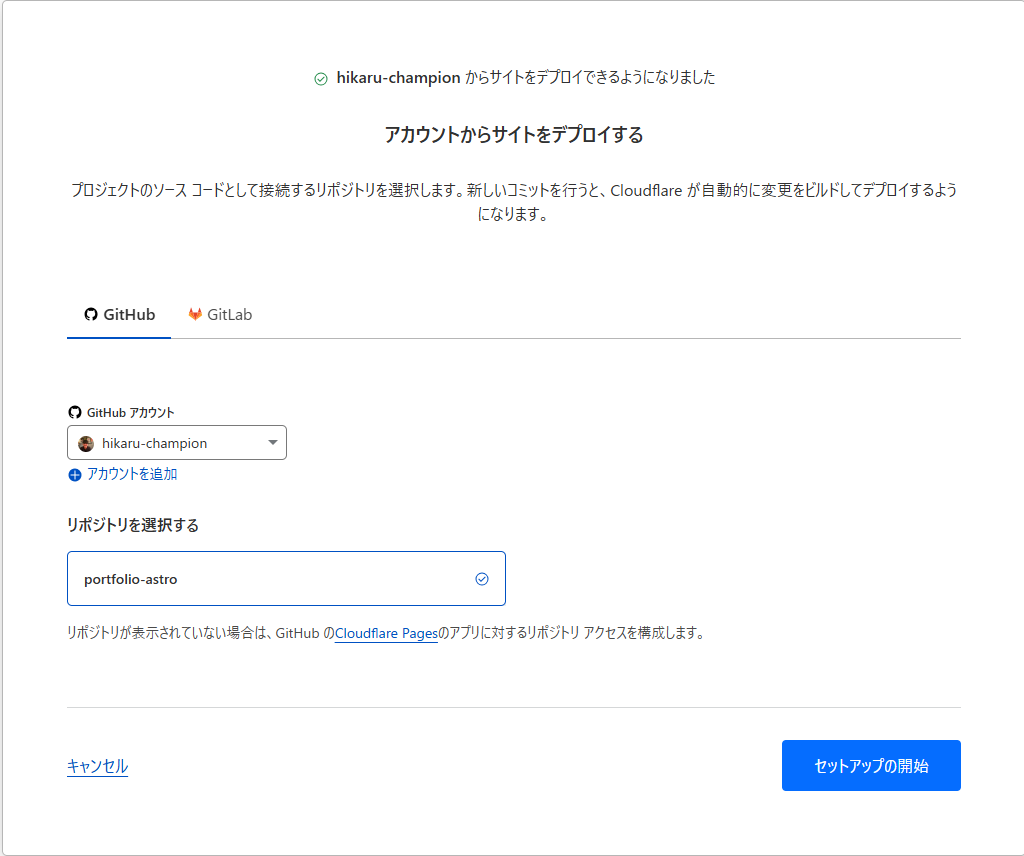 hikaru-champion からサイトをデプロイできるようになりました
アカウントからサイトをデプロイする
プロジェクトのソース コードとして接続するリポジトリを選択します。新しいコミットを行うと、Cloudflare が自動的に変更をビルドしてデプロイするよう
になります。
GitHub GitLab
GitHub アカウント
hikaru-champion
アカウントを追加
リポジトリを選択する
portfolio-astro
リポジトリが表示されていない場合は、GitHub のCloudflare Pagesのアプリに対するリポジトリ アクセスを構成します。
キャンセル セットアップの開始